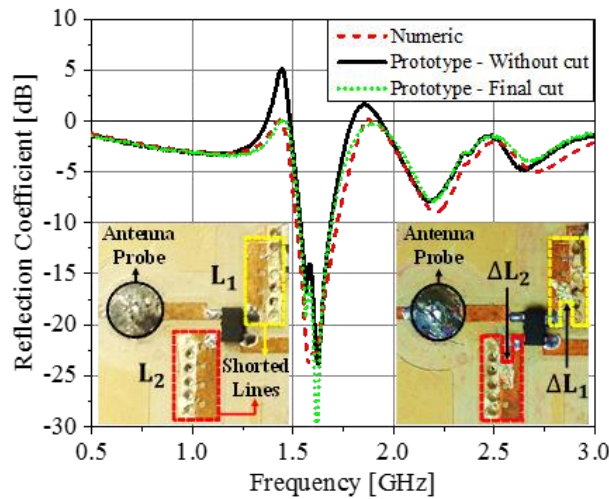 10
5
0
-5
-10
-15
-20
-25
-30
Reflection Coefficient [dB]
Numeric
Prototype - Without cut
Prototype - Final cut
Antenna
Probe
L₁
L₂
Shorted
Lines
Antenna
Probe
ΔL₂
ΔL₁
0.5 1.0 1.5 2.0 2.5 3.0
Frequency [GHz]